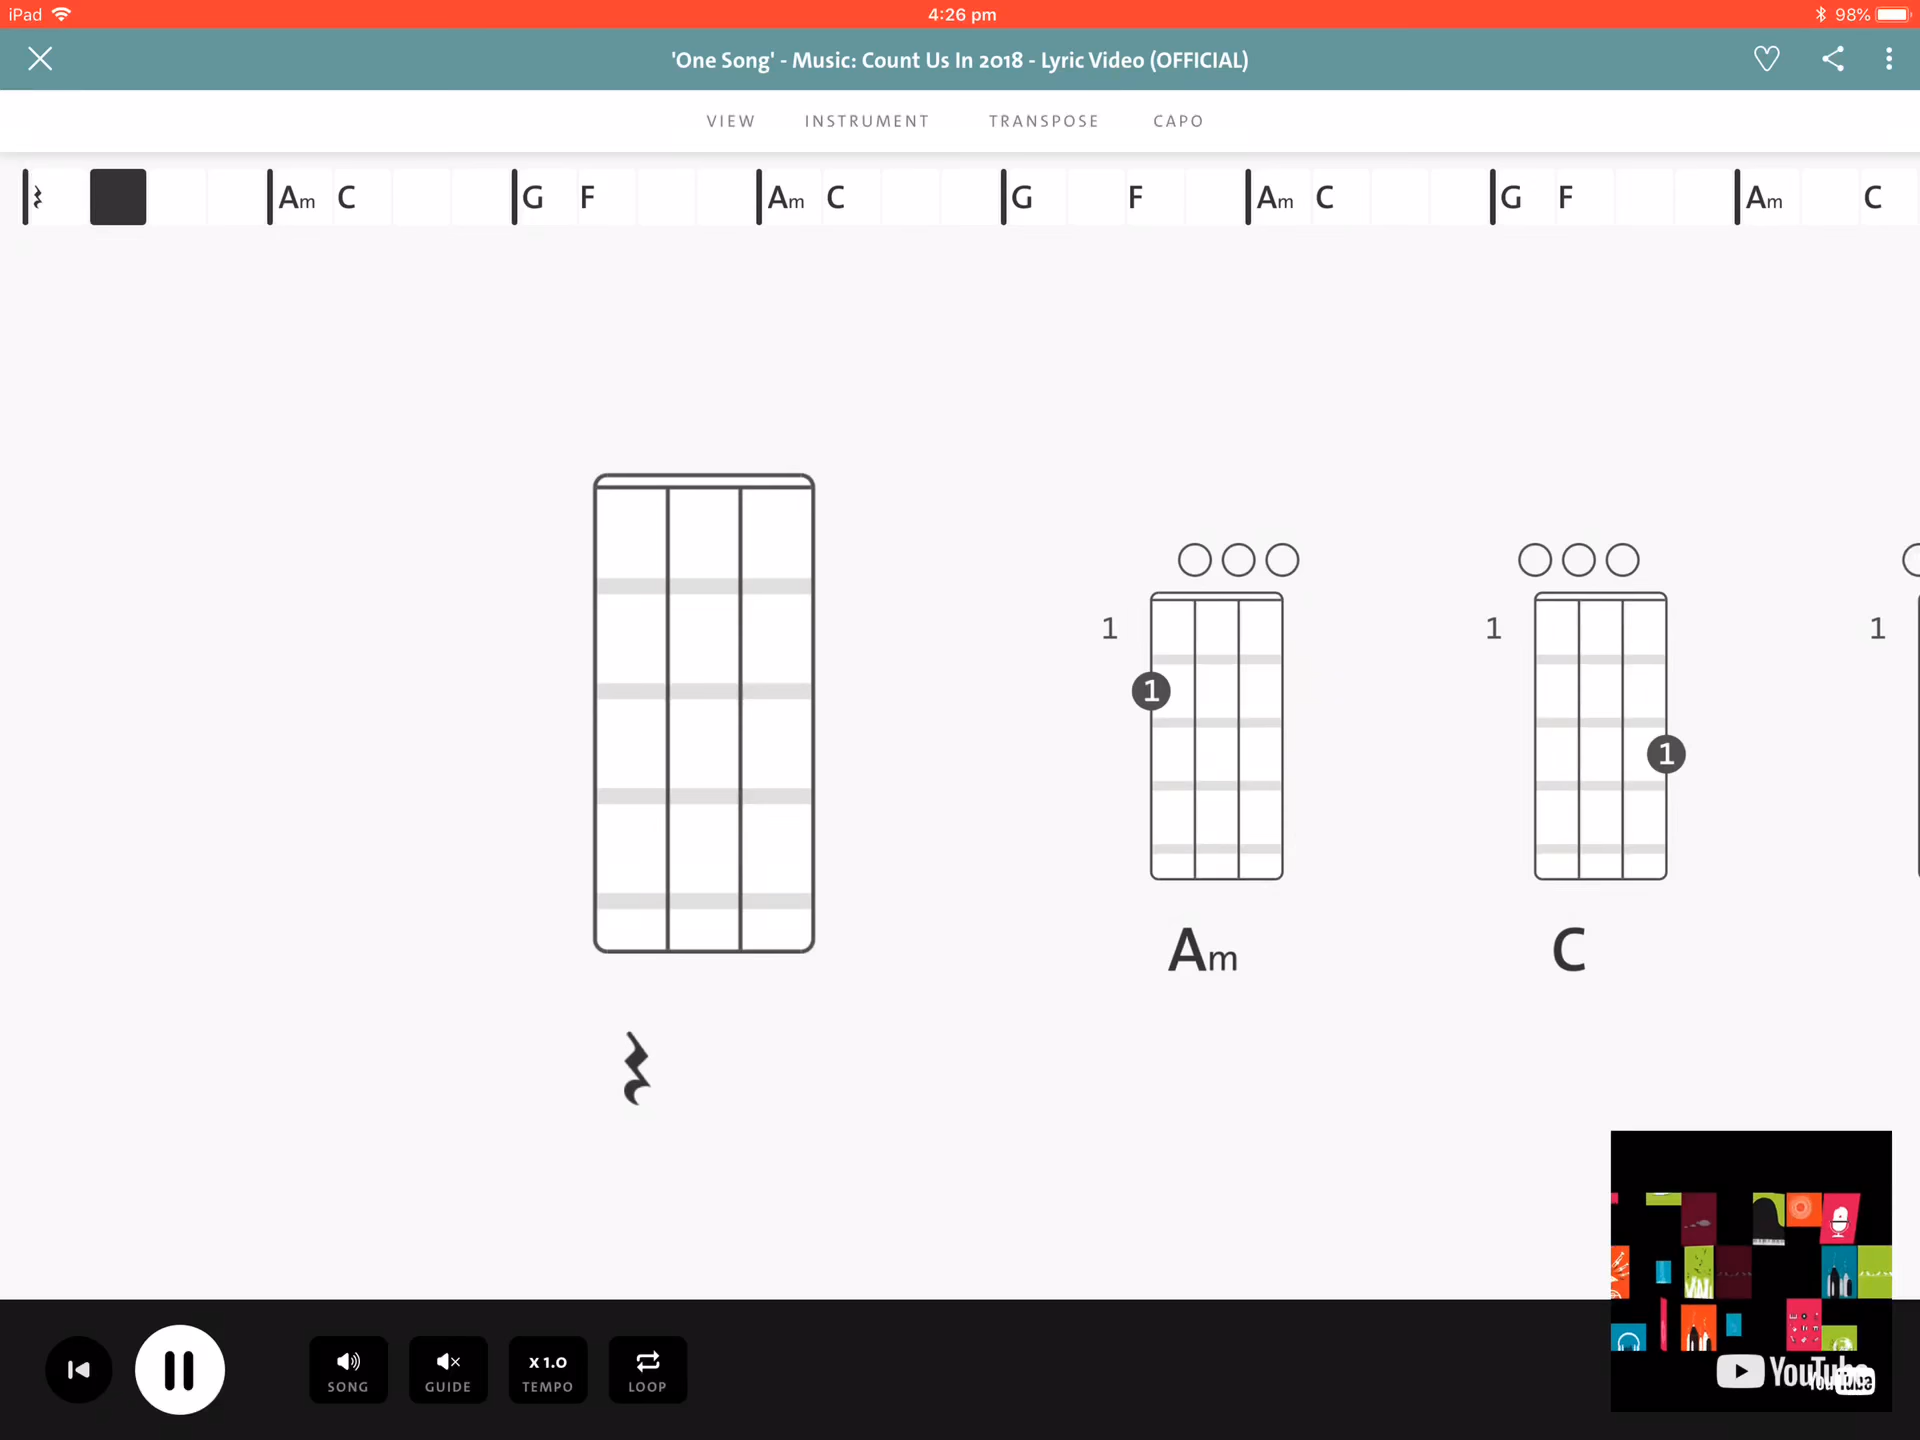 iPad 4:26 pm 98%
'One Song' - Music: Count Us In 2018 - Lyric Video (OFFICIAL)
VIEW INSTRUMENT TRANSPOSE CAPO
Am C G F Am C G F Am C G F Am C
1 1 1
1 1
Am C
YouTube
YouTube
X 1.0
SONG GUIDE TEMPO LOOP